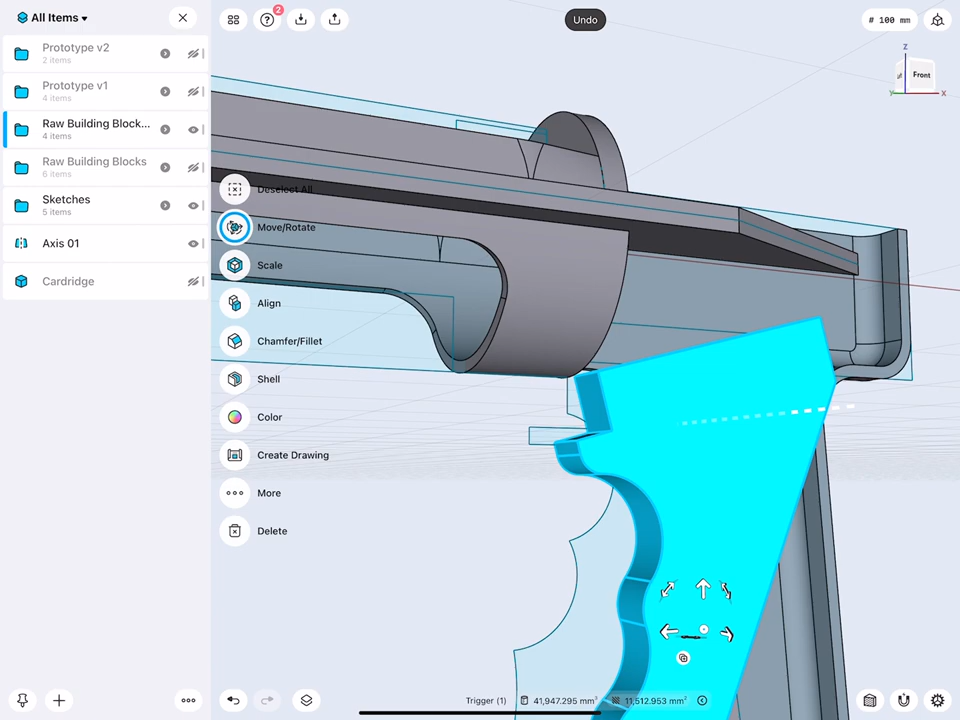 All Items
Prototype v2
2 items
Prototype v1
4 items
Raw Building Block...
4 items
Raw Building Blocks
6 items
Sketches
5 items
Axis 01
Cardridge
2
Undo
# 100 mm
Z
Front
Y
X
Deselect All
Move/Rotate
Scale
Align
Chamfer/Fillet
Shell
Color
Create Drawing
More
Delete
Trigger (1) 41,947.295 mm³ 11,512.953 mm²